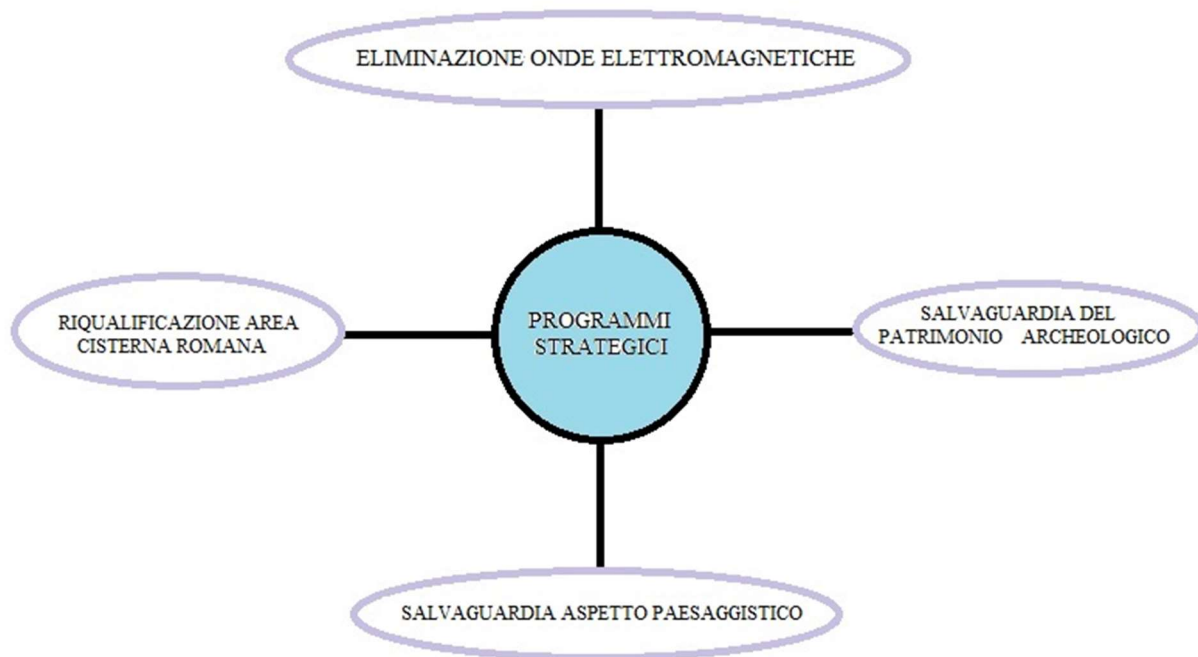 ELIMINAZIONE ONDE ELETTROMAGNETICHE
RIQUALIFICAZIONE AREA
CISTERNA ROMANA
PROGRAMMI
STRATEGICI
SALVAGUARDIA DEL
PATRIMONIO ARCHEOLOGICO
SALVAGUARDIA ASPETTO PAESAGGISTICO